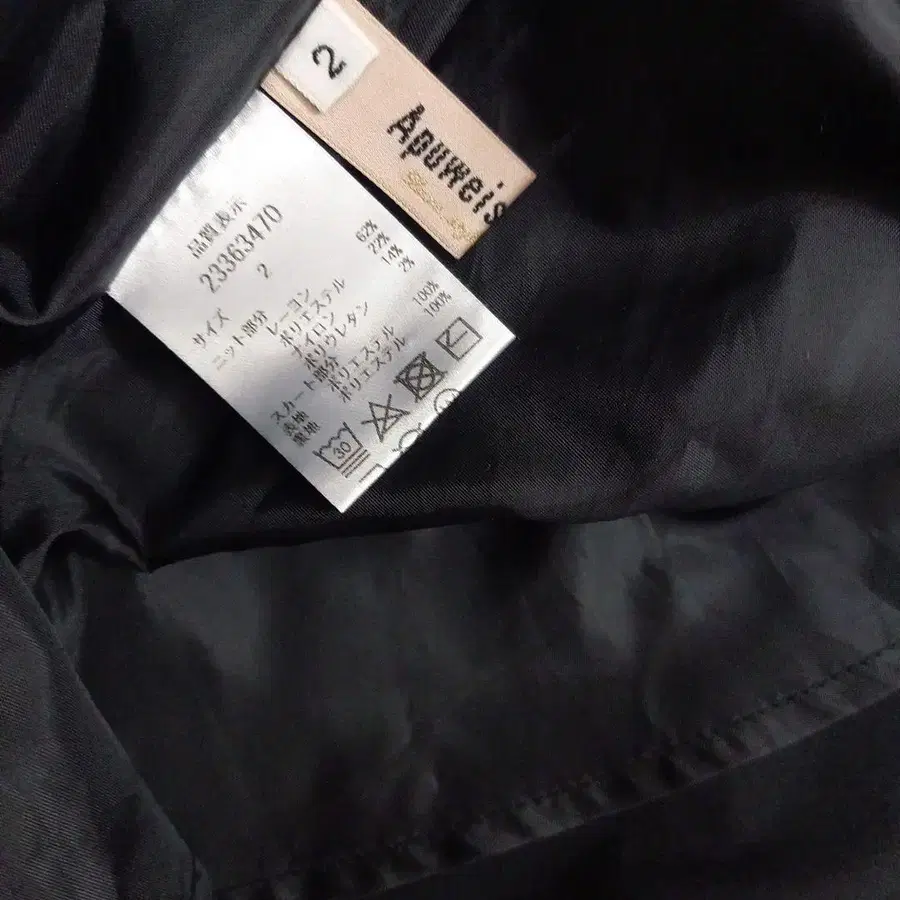 2
Apuweis
品質表示
23363470
サイズ 2
ニット部分 レーヨン 62%
ポリエステル 22%
ナイロン 14%
ポリウレタン 2%
スカート部分
表地 ポリエステル 100%
裏地 ポリエステル 100%
30